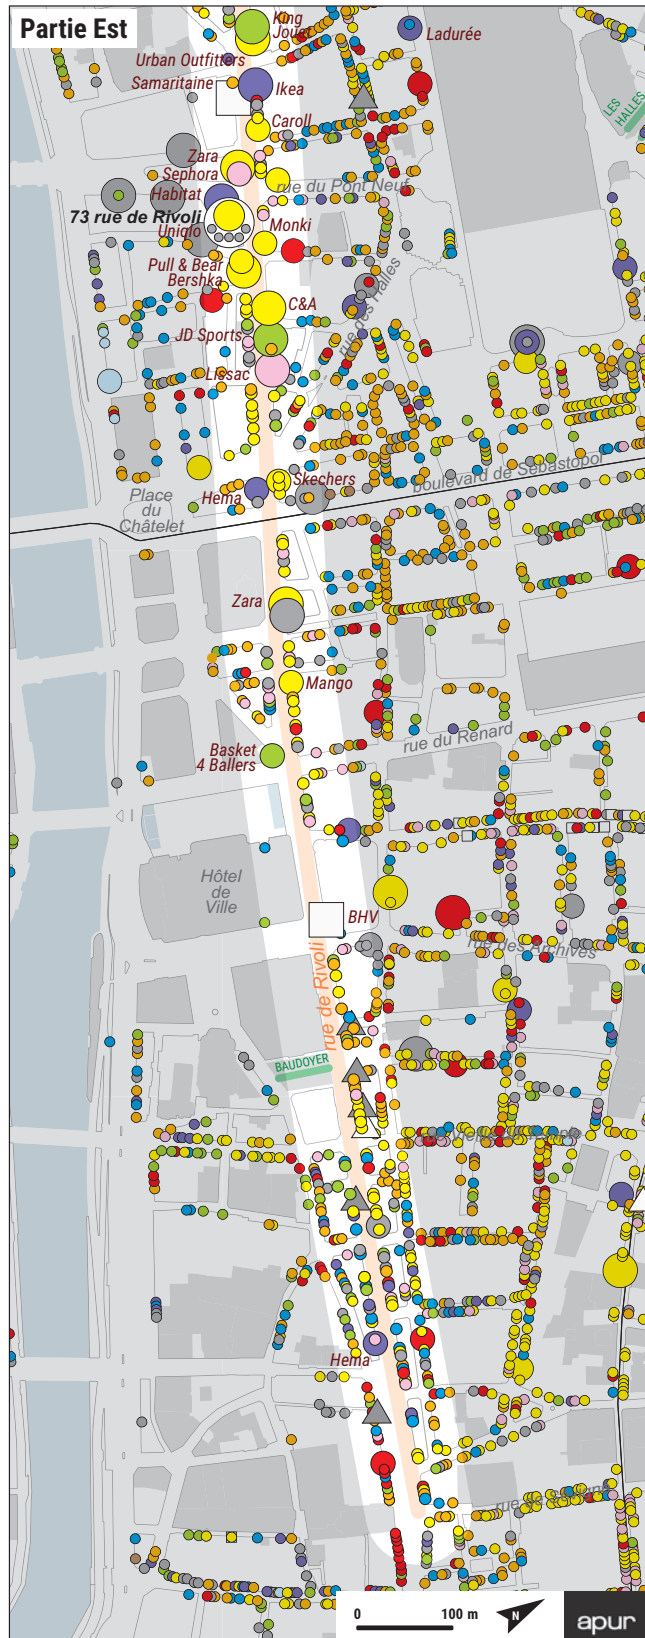 Partie Est
King
Jouet
Ladurée
Urban Outfitters
Samaritaine
Ikea
LES
HALLES
Caroll
Zara
Sephora
rue du Pont Neuf
Habitat
73 rue de Rivoli
Uniqlo
Monki
Pull & Bear
Bershka
rue des Halles
C&A
JD Sports
Lissac
Skechers
boulevard de Sébastopol
Hema
Place
du
Châtelet
Zara
Mango
rue du Renard
Basket
4 Ballers
Hôtel
de
Ville
BHV
rue des Archives
rue de Rivoli
BAUDOYER
Hema
0 100 m
N
apur